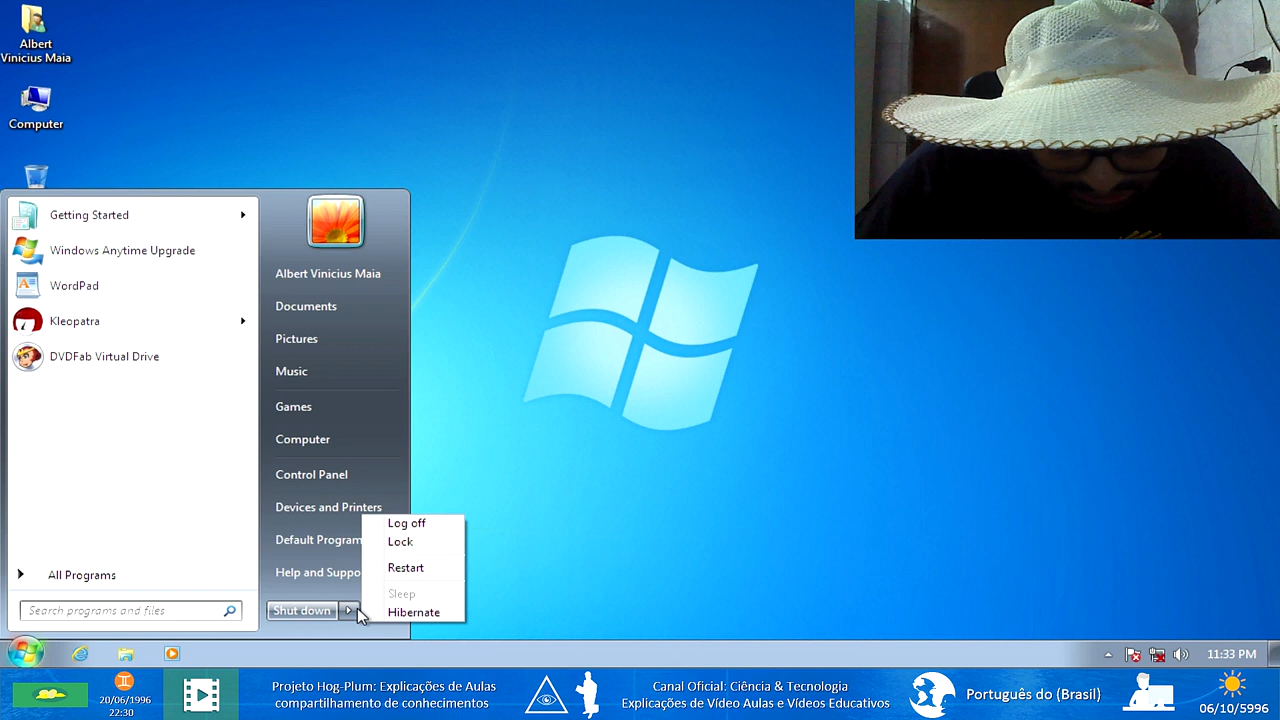 Albert
Vinicius Maia
Computer
Getting Started
Windows Anytime Upgrade
WordPad
Kleopatra
DVDFab Virtual Drive
All Programs
Search programs and files
Albert Vinicius Maia
Documents
Pictures
Music
Games
Computer
Control Panel
Devices and Printers
Default Program
Help and Suppo
Shut down
Log off
Lock
Restart
Sleep
Hibernate
11:33 PM
20/06/1996
22:30
Projeto Hog-Plum: Explicações de Aulas
compartilhamento de conhecimentos
Canal Oficial: Ciência & Tecnologia
Explicações de Vídeo Aulas e Vídeos Educativos
Português do (Brasil)
06/10/5996